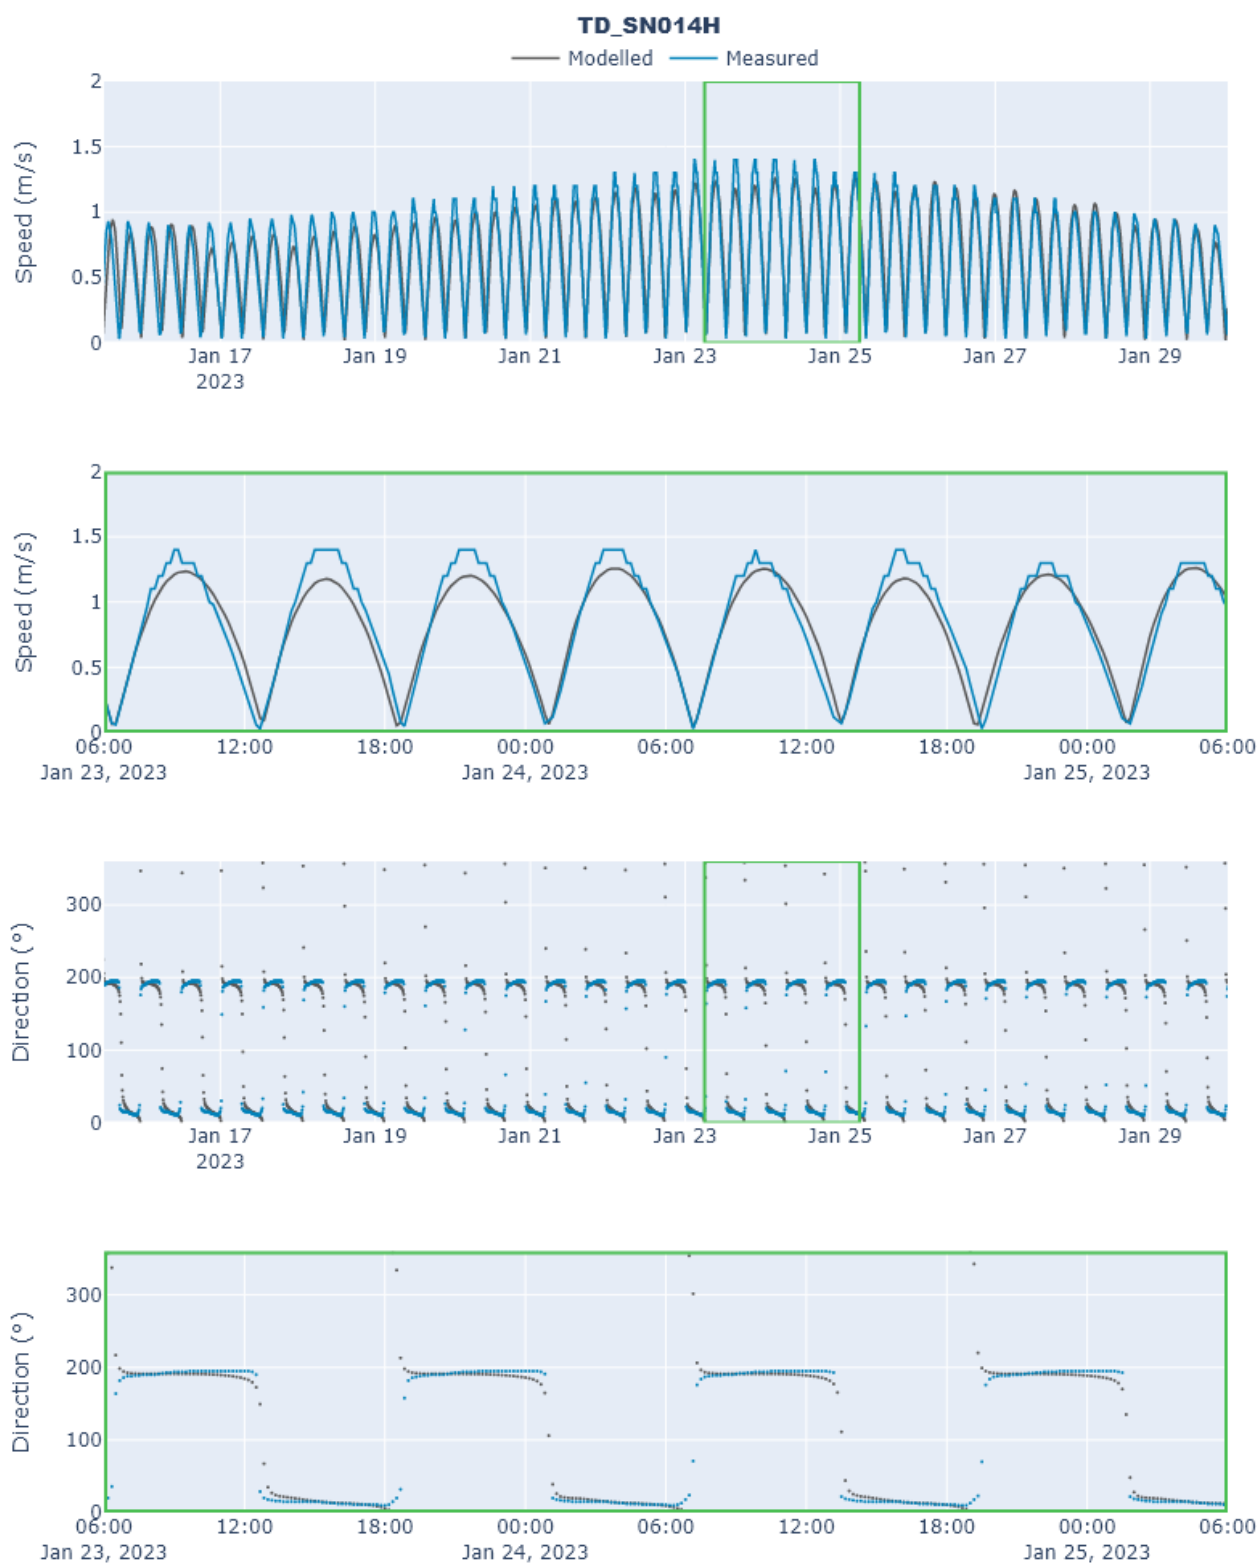 TD_SN014H
Modelled Measured
Speed (m/s)
2
1.5
1
0.5
0
Jan 17 Jan 19 Jan 21 Jan 23 Jan 25 Jan 27 Jan 29
2023
Speed (m/s)
2
1.5
1
0.5
0
06:00 12:00 18:00 00:00 06:00 12:00 18:00 00:00 06:00
Jan 23, 2023 Jan 24, 2023 Jan 25, 2023
Direction (°)
300
200
100
0
Jan 17 Jan 19 Jan 21 Jan 23 Jan 25 Jan 27 Jan 29
2023
Direction (°)
300
200
100
0
06:00 12:00 18:00 00:00 06:00 12:00 18:00 00:00 06:00
Jan 23, 2023 Jan 24, 2023 Jan 25, 2023